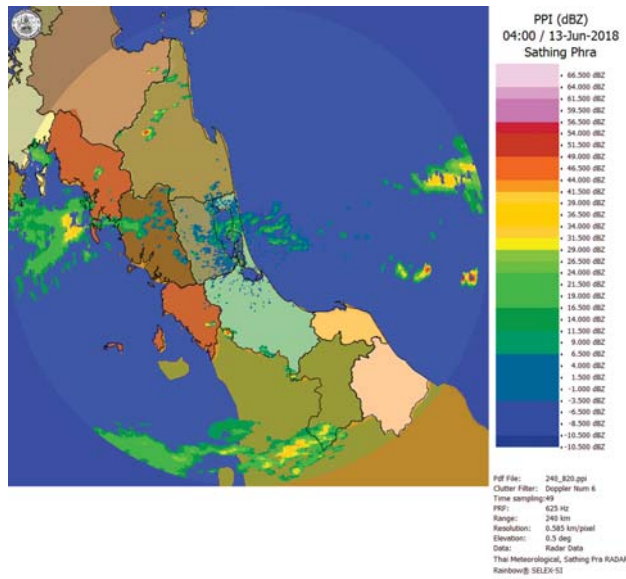 PPI (dBZ)
04:00 / 13-Jun-2018
Sathing Phra
66.500 dBZ
64.000 dBZ
61.500 dBZ
59.500 dBZ
56.500 dBZ
54.000 dBZ
51.500 dBZ
49.000 dBZ
46.500 dBZ
44.000 dBZ
41.500 dBZ
39.000 dBZ
36.500 dBZ
34.000 dBZ
31.500 dBZ
29.000 dBZ
26.500 dBZ
24.000 dBZ
21.500 dBZ
19.000 dBZ
16.500 dBZ
14.000 dBZ
11.500 dBZ
9.000 dBZ
6.500 dBZ
4.000 dBZ
1.500 dBZ
-1.000 dBZ
-3.500 dBZ
-6.500 dBZ
-8.500 dBZ
-10.500 dBZ
-10.500 dBZ
Pdf File: 240_820.ppi
Clutter Filter: Doppler Num 6
Time sampling:49
PRF: 625 Hz
Range: 240 km
Resolution: 0.585 km/pixel
Elevation: 0.5 deg
Data: Radar Data
Thai Meteorological, Sathing Pra RADAR
Rainbow® SELEX-SI